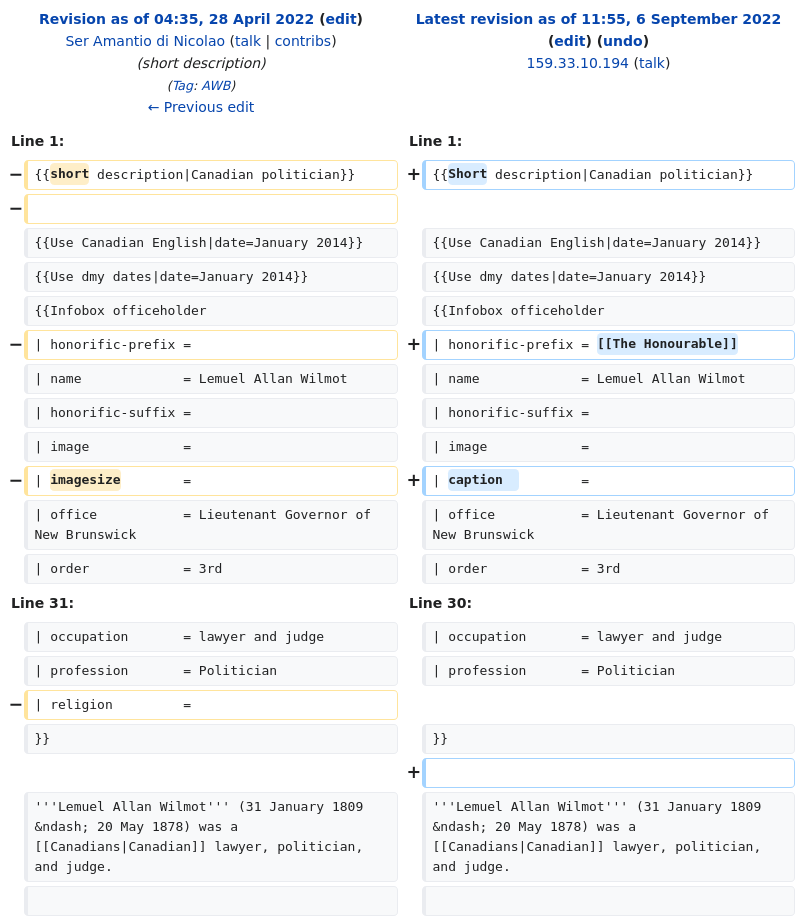 Revision as of 04:35, 28 April 2022 (edit)
Ser Amantio di Nicolao (talk | contribs)
(short description)
(Tag: AWB)
← Previous edit
Latest revision as of 11:55, 6 September 2022
(edit) (undo)
159.33.10.194 (talk)
Line 1:
Line 1:
− {{short description|Canadian politician}}
+ {{Short description|Canadian politician}}
−
{{Use Canadian English|date=January 2014}}
{{Use Canadian English|date=January 2014}}
{{Use dmy dates|date=January 2014}}
{{Use dmy dates|date=January 2014}}
{{Infobox officeholder
{{Infobox officeholder
− | honorific-prefix =
+ | honorific-prefix = [[The Honourable]]
| name = Lemuel Allan Wilmot
| name = Lemuel Allan Wilmot
| honorific-suffix =
| honorific-suffix =
| image =
| image =
− | imagesize =
+ | caption =
| office = Lieutenant Governor of
New Brunswick
| office = Lieutenant Governor of
New Brunswick
| order = 3rd
| order = 3rd
Line 31:
Line 30:
| occupation = lawyer and judge
| occupation = lawyer and judge
| profession = Politician
| profession = Politician
− | religion =
}}
}}
+
'''Lemuel Allan Wilmot''' (31 January 1809
&ndash; 20 May 1878) was a
[[Canadians|Canadian]] lawyer, politician,
and judge.
'''Lemuel Allan Wilmot''' (31 January 1809
&ndash; 20 May 1878) was a
[[Canadians|Canadian]] lawyer, politician,
and judge.